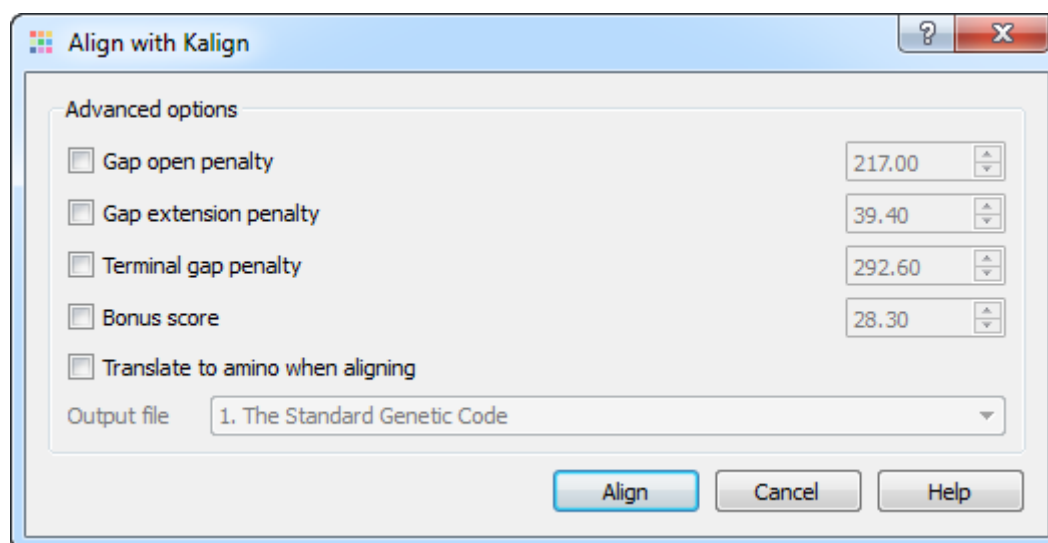 Align with Kalign
Advanced options
Gap open penalty 217.00
Gap extension penalty 39.40
Terminal gap penalty 292.60
Bonus score 28.30
Translate to amino when aligning
Output file 1. The Standard Genetic Code
Align Cancel Help